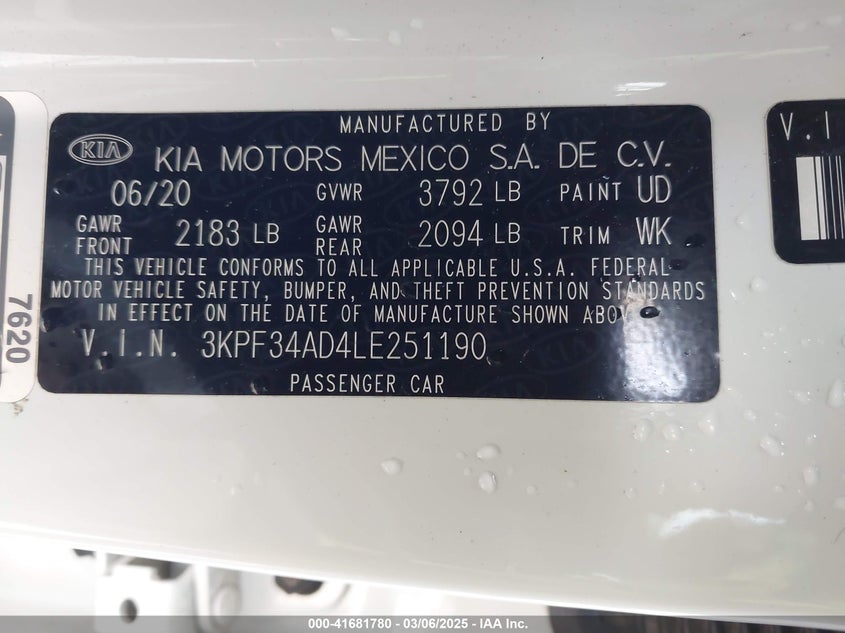 MANUFACTURED BY
KIA KIA MOTORS MEXICO S.A. DE C.V.
06/20 GVWR 3792 LB PAINT UD
GAWR FRONT 2183 LB GAWR REAR 2094 LB TRIM WK
THIS VEHICLE CONFORMS TO ALL APPLICABLE U.S.A. FEDERAL
MOTOR VEHICLE SAFETY, BUMPER, AND THEFT PREVENTION STANDARDS
IN EFFECT ON THE DATE OF MANUFACTURE SHOWN ABOVE
V.I.N. 3KPF34AD4LE251190
PASSENGER CAR
7620
V.I
000-41681780 - 03/06/2025 - IAA Inc.